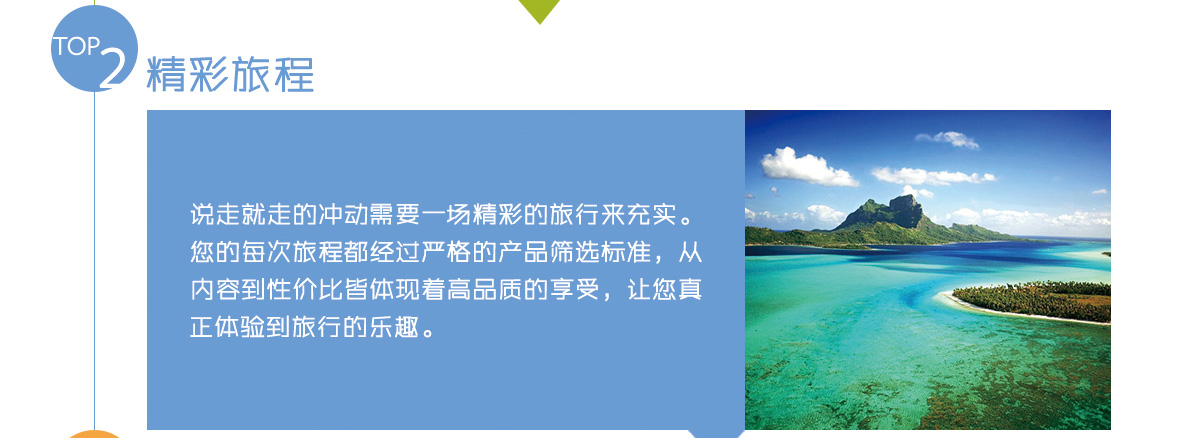 TOP2
精彩旅程
说走就走的冲动需要一场精彩的旅行来充实。
您的每次旅程都经过严格的产品筛选标准，从
内容到性价比皆体现着高品质的享受，让您真
正体验到旅行的乐趣。